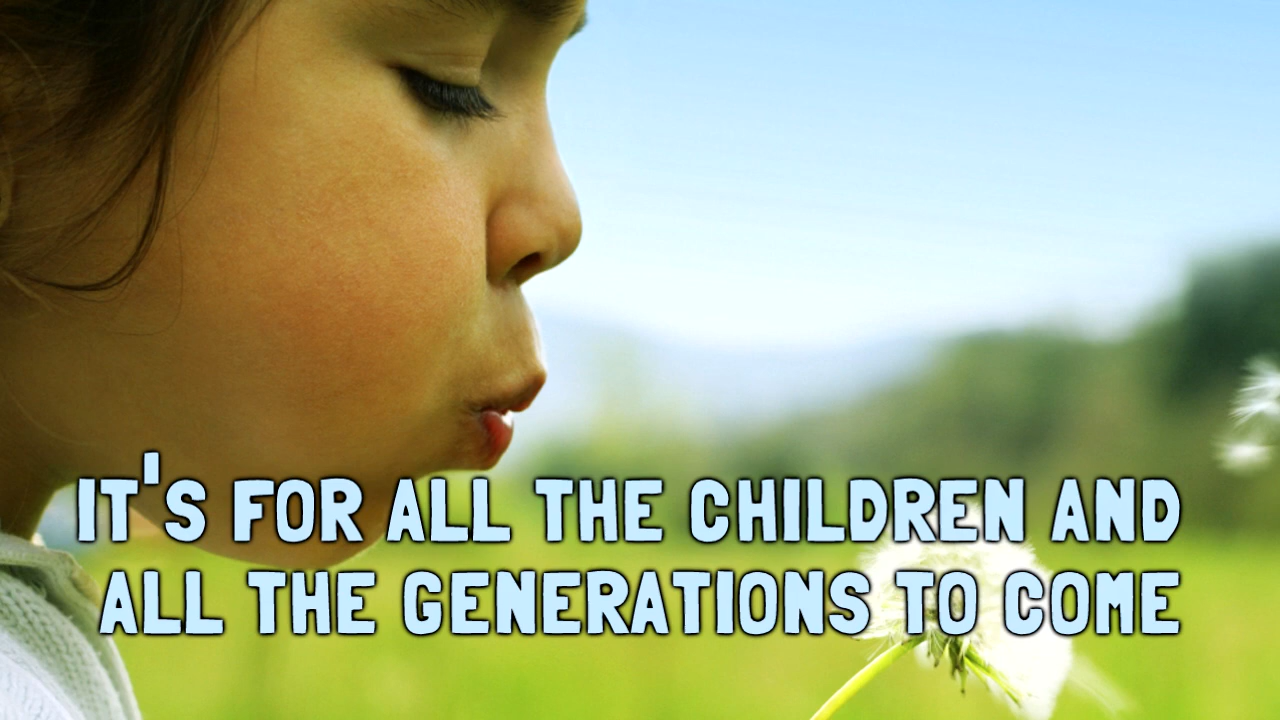 IT'S FOR ALL THE CHILDREN AND
ALL THE GENERATIONS TO COME